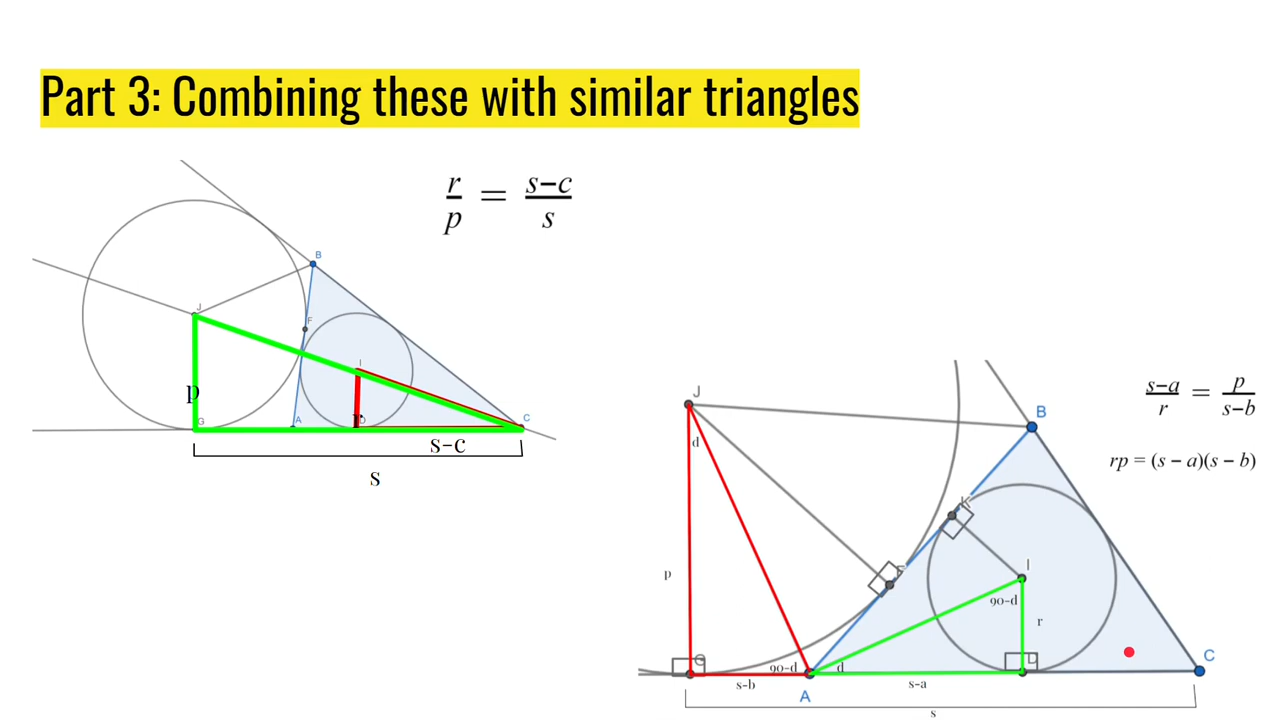 Part 3: Combining these with similar triangles
r/p = s−c/s
B
J
F
I
p
G
A
r
D
C
s-c
s
J
B
s−a/r = p/s−b
d
rp = (s − a)(s − b)
K
F
I
p
90-d
r
G
90-d
d
D
C
s-b
A
s-a
s